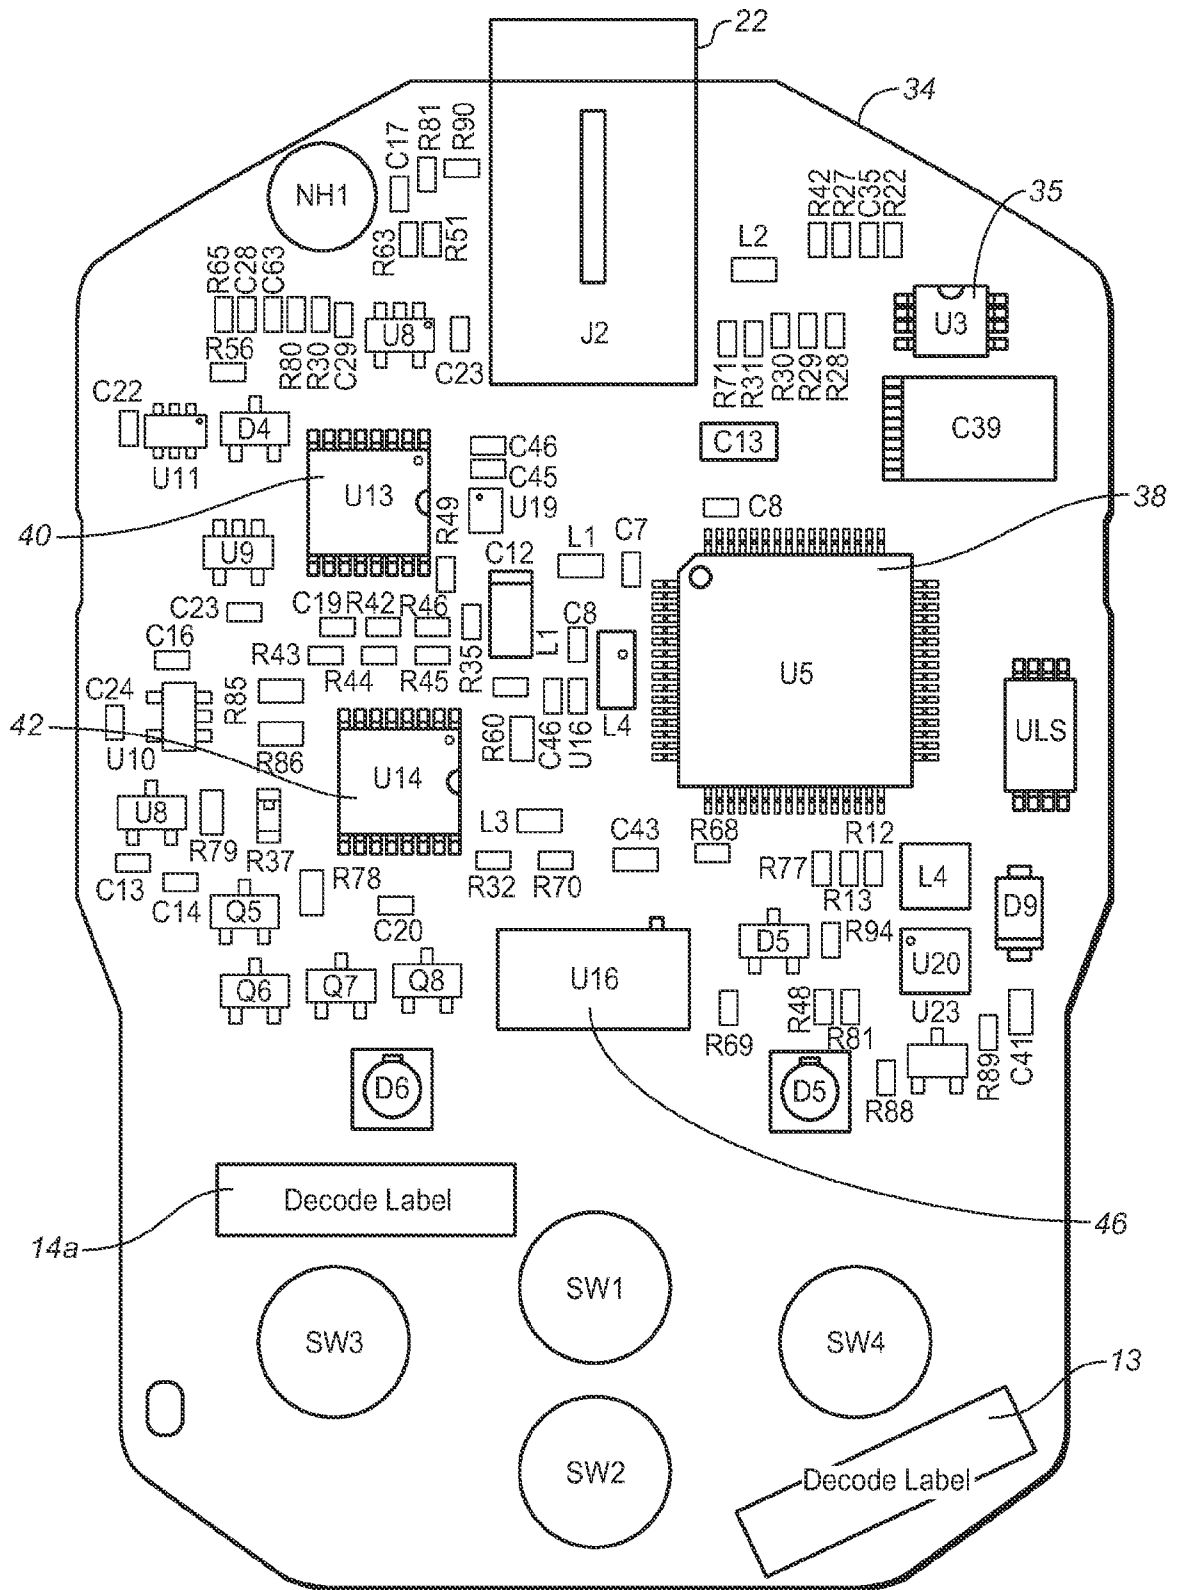 22
34
C17
R81
R90
NH1
R63
R51
R42
R27
C35
R22
35
L2
R65
C28
C63
U8
J2
U3
R56
R80
R30
C29
C23
R71
R31
R30
R29
R28
C22
D4
U11
C46
C45
C13
C39
U13
U19
R49
C8
38
40
U9
C12
L1
C7
C23
C19
R42
R46
C16
R43
R44
R45
R35
L1
C8
U5
C24
R85
U10
R86
R60
C46
U16
L4
ULS
42
U14
U8
R79
R37
L3
C43
R68
R12
C13
C14
R78
R32
R70
R77
R13
L4
Q5
C20
D5
R94
D9
U16
U20
Q6
Q7
Q8
R69
R48
R81
U23
R89
C41
D6
D5
R88
Decode Label
14a
46
SW1
SW3
SW4
13
SW2
Decode Label